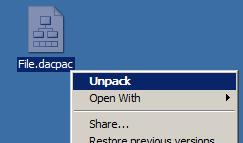 File.dacpac
Unpack
Open With
Share...
Restore previous versions